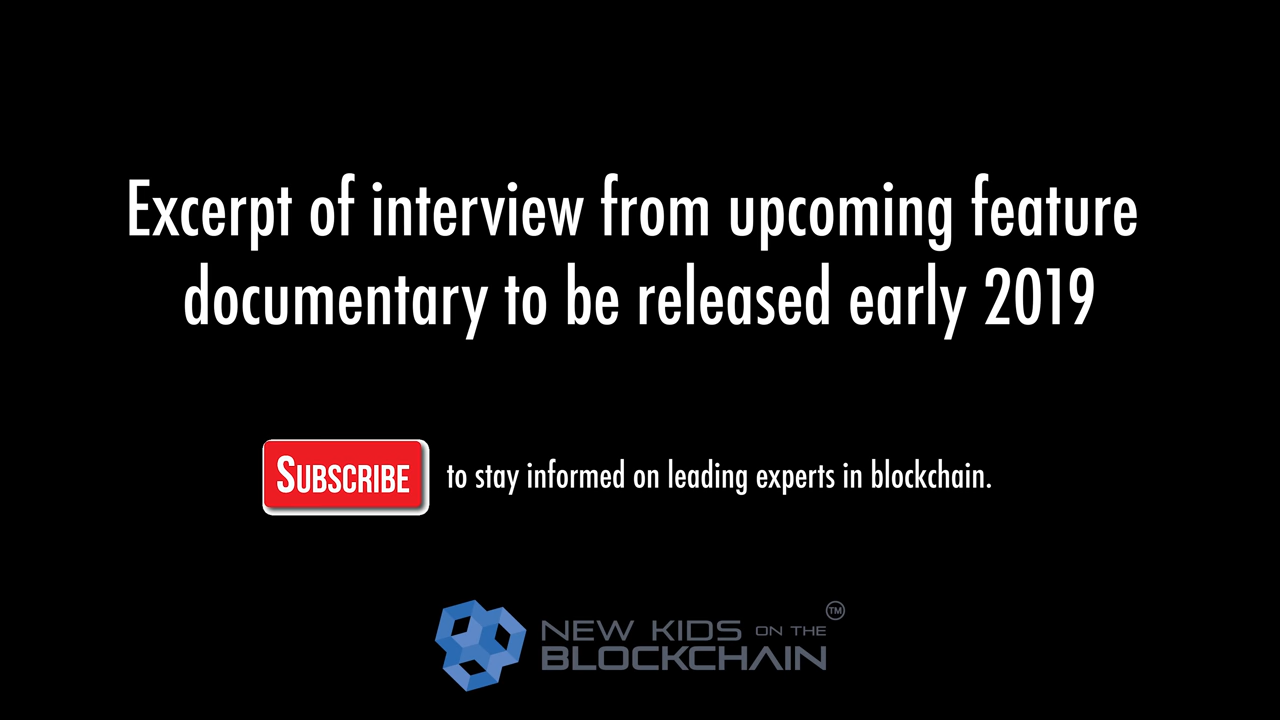 Excerpt of interview from upcoming feature
documentary to be released early 2019
SUBSCRIBE to stay informed on leading experts in blockchain.
NEW KIDS ON THE TM
BLOCKCHAIN